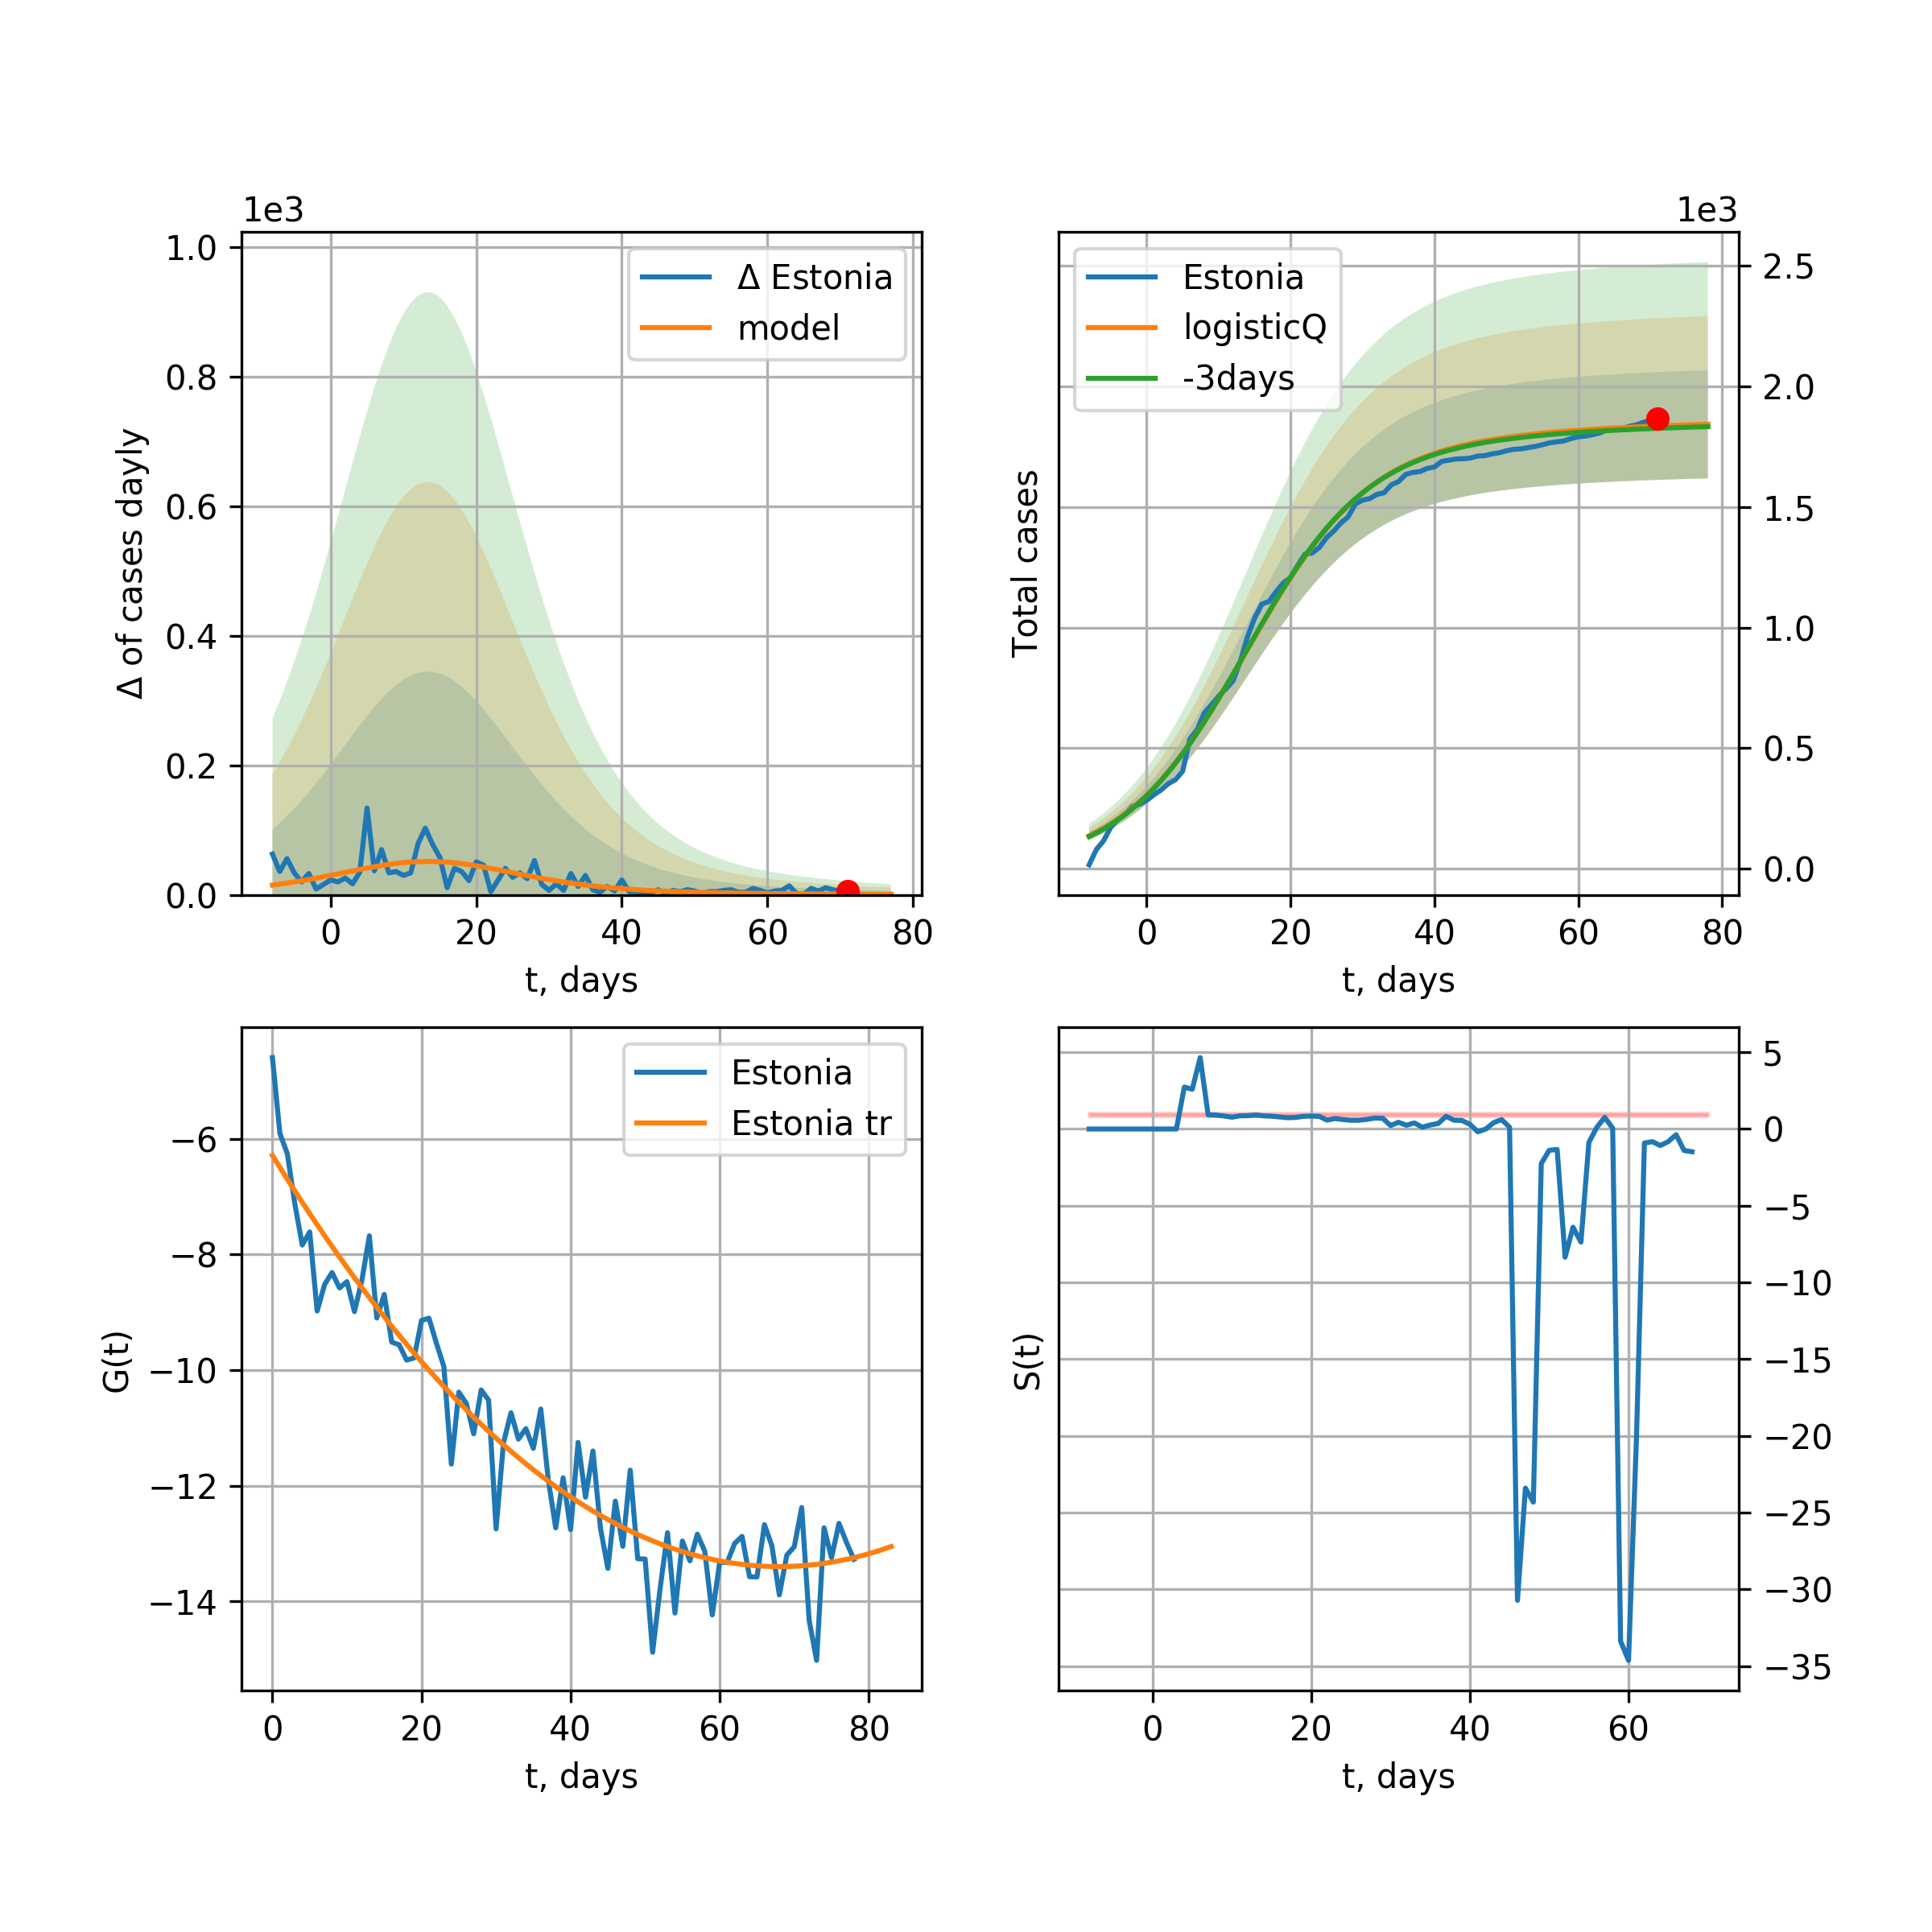 1e3
1.0
0.8
0.6
0.4
0.2
0.0
Δ of cases dayly
Δ Estonia
model
0 20 40 60 80
t, days
1e3
2.5
2.0
1.5
1.0
0.5
0.0
Total cases
Estonia
logisticQ
-3days
0 20 40 60 80
t, days
−6
−8
−10
−12
−14
G(t)
Estonia
Estonia tr
0 20 40 60 80
t, days
5
0
−5
−10
−15
−20
−25
−30
−35
S(t)
0 20 40 60
t, days